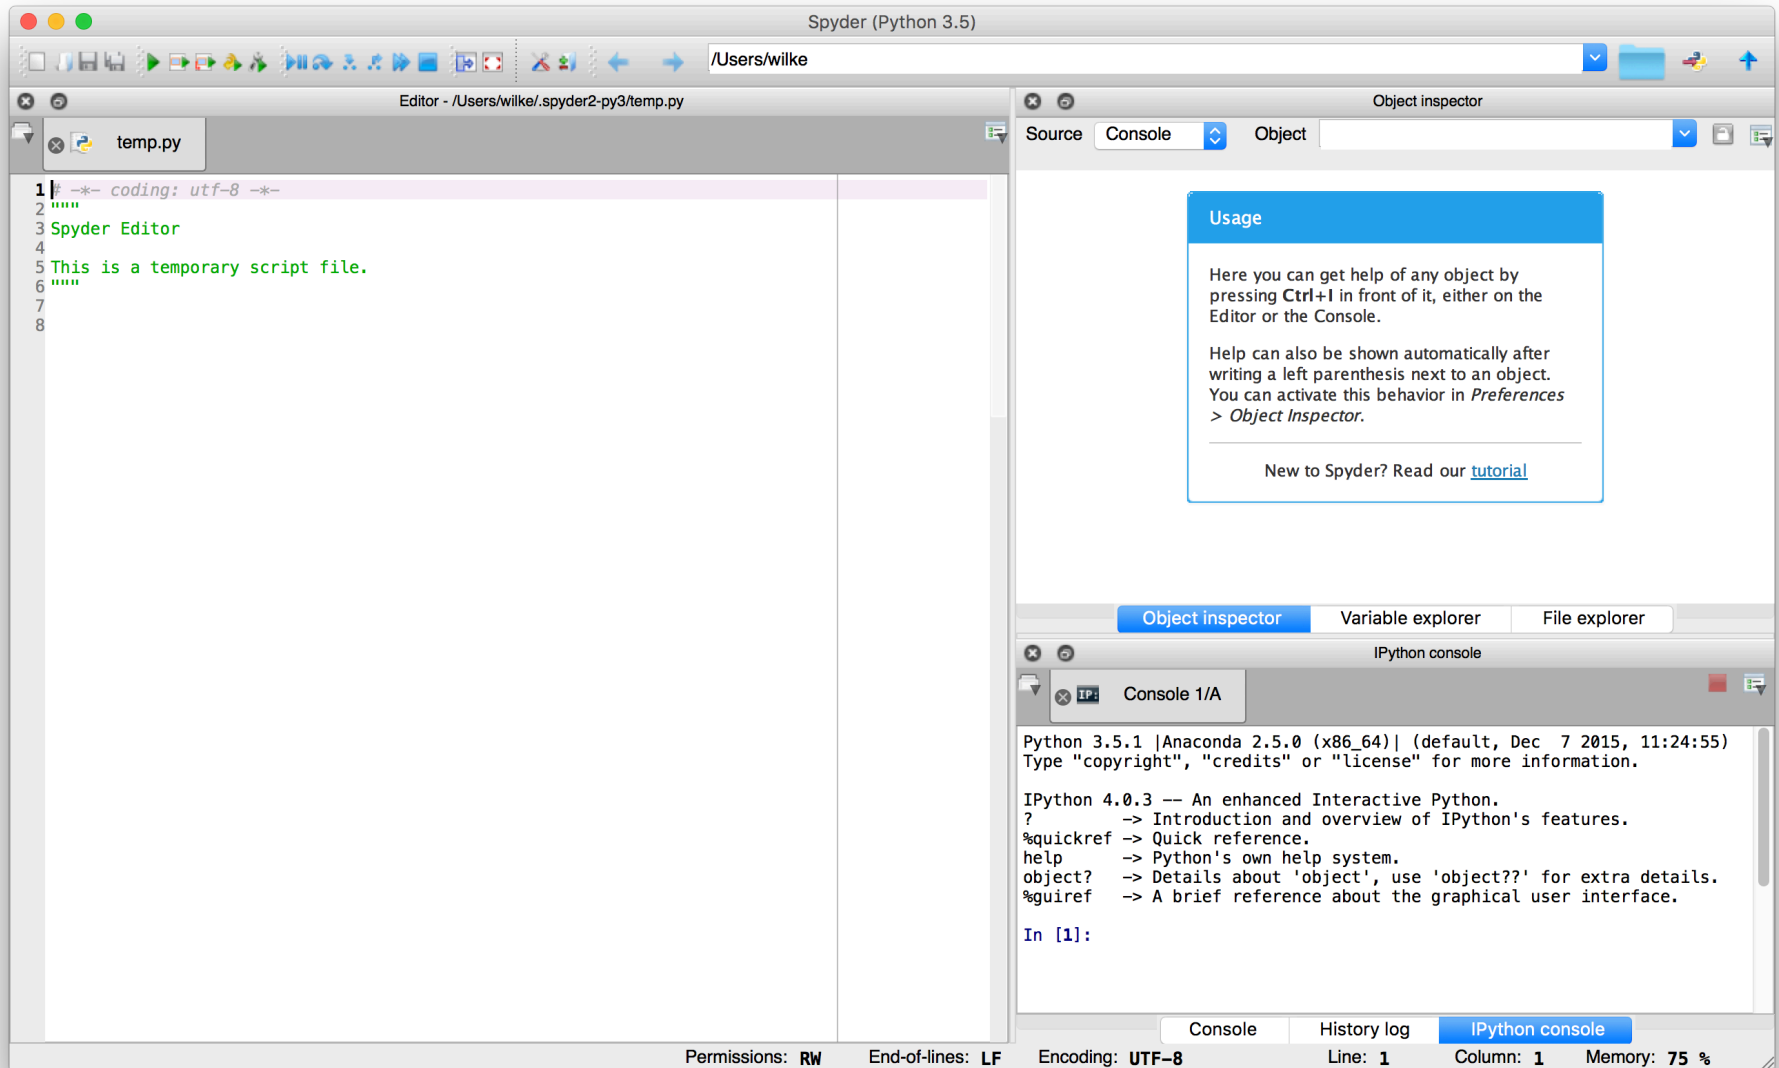 Spyder (Python 3.5)
/Users/wilke
Editor - /Users/wilke/.spyder2-py3/temp.py
temp.py
1 # -*- coding: utf-8 -*-
2 """
3 Spyder Editor
4
5 This is a temporary script file.
6 """
7
8
Object inspector
Source Console Object
Usage
Here you can get help of any object by
pressing Ctrl+I in front of it, either on the
Editor or the Console.
Help can also be shown automatically after
writing a left parenthesis next to an object.
You can activate this behavior in Preferences
> Object Inspector.
New to Spyder? Read our tutorial
Object inspector Variable explorer File explorer
IPython console
IP: Console 1/A
Python 3.5.1 |Anaconda 2.5.0 (x86_64)| (default, Dec  7 2015, 11:24:55)
Type "copyright", "credits" or "license" for more information.
IPython 4.0.3 -- An enhanced Interactive Python.
?         -> Introduction and overview of IPython's features.
%quickref -> Quick reference.
help      -> Python's own help system.
object?   -> Details about 'object', use 'object??' for extra details.
%guiref   -> A brief reference about the graphical user interface.
In [1]:
Console History log IPython console
Permissions: RW End-of-lines: LF Encoding: UTF-8 Line: 1 Column: 1 Memory: 75 %